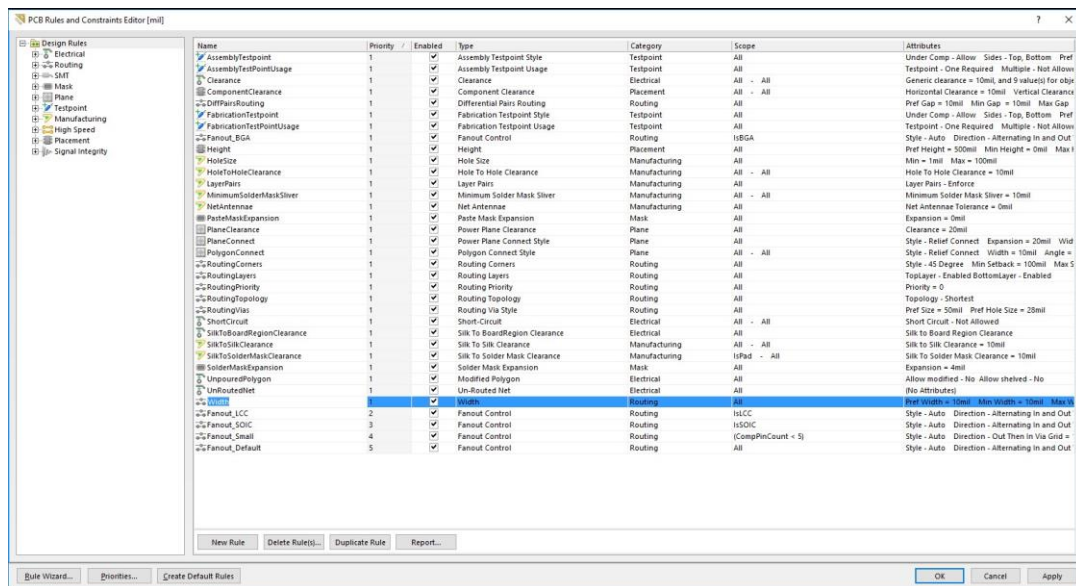 PCB Rules and Constraints Editor [mil] ? ×
Design Rules
Electrical
Routing
SMT
Mask
Plane
Testpoint
Manufacturing
High Speed
Placement
Signal Integrity
Name Priority / Enabled Type Category Scope Attributes
AssemblyTestpoint 1 Assembly Testpoint Style Testpoint All Under Comp - Allow Sides - Top, Bottom Pref
AssemblyTestPointUsage 1 Assembly Testpoint Usage Testpoint All Testpoint - One Required Multiple - Not Allowe
Clearance 1 Clearance Electrical All - All Generic clearance = 10mil, and 9 value(s) for obje
ComponentClearance 1 Component Clearance Placement All - All Horizontal Clearance = 10mil Vertical Clearance
DiffPairsRouting 1 Differential Pairs Routing Routing All Pref Gap = 10mil Min Gap = 10mil Max Gap
FabricationTestpoint 1 Fabrication Testpoint Style Testpoint All Under Comp - Allow Sides - Top, Bottom Pref
FabricationTestPointUsage 1 Fabrication Testpoint Usage Testpoint All Testpoint - One Required Multiple - Not Allowe
Fanout_BGA 1 Fanout Control Routing IsBGA Style - Auto Direction - Alternating In and Out
Height 1 Height Placement All Pref Height = 500mil Min Height = 0mil Max H
HoleSize 1 Hole Size Manufacturing All Min = 1mil Max = 100mil
HoleToHoleClearance 1 Hole To Hole Clearance Manufacturing All - All Hole To Hole Clearance = 10mil
LayerPairs 1 Layer Pairs Manufacturing All Layer Pairs - Enforce
MinimumSolderMaskSliver 1 Minimum Solder Mask Sliver Manufacturing All - All Minimum Solder Mask Sliver = 10mil
NetAntennae 1 Net Antennae Manufacturing All Net Antennae Tolerance = 0mil
PasteMaskExpansion 1 Paste Mask Expansion Mask All Expansion = 0mil
PlaneClearance 1 Power Plane Clearance Plane All Clearance = 20mil
PlaneConnect 1 Power Plane Connect Style Plane All Style - Relief Connect Expansion = 20mil Wid
PolygonConnect 1 Polygon Connect Style Plane All - All Style - Relief Connect Width = 10mil Angle =
RoutingCorners 1 Routing Corners Routing All Style - 45 Degree Min Setback = 100mil Max S
RoutingLayers 1 Routing Layers Routing All TopLayer - Enabled BottomLayer - Enabled
RoutingPriority 1 Routing Priority Routing All Priority = 0
RoutingTopology 1 Routing Topology Routing All Topology - Shortest
RoutingVias 1 Routing Via Style Routing All Pref Size = 50mil Pref Hole Size = 28mil
ShortCircuit 1 Short-Circuit Electrical All - All Short Circuit - Not Allowed
SilkToBoardRegionClearance 1 Silk To BoardRegion Clearance Electrical All Silk to Board Region Clearance
SilkToSilkClearance 1 Silk To Silk Clearance Manufacturing All - All Silk to Silk Clearance = 10mil
SilkToSolderMaskClearance 1 Silk To Solder Mask Clearance Manufacturing IsPad - All Silk To Solder Mask Clearance = 10mil
SolderMaskExpansion 1 Solder Mask Expansion Mask All Expansion = 4mil
UnpouredPolygon 1 Modified Polygon Electrical All Allow modified - No Allow shelved - No
UnRoutedNet 1 Un-Routed Net Electrical All (No Attributes)
Width 1 Width Routing All Pref Width = 10mil Min Width = 10mil Max W
Fanout_LCC 2 Fanout Control Routing IsLCC Style - Auto Direction - Alternating In and Out
Fanout_SOIC 3 Fanout Control Routing IsSOIC Style - Auto Direction - Alternating In and Out
Fanout_Small 4 Fanout Control Routing (CompPinCount < 5) Style - Auto Direction - Out Then In Via Grid =
Fanout_Default 5 Fanout Control Routing All Style - Auto Direction - Alternating In and Out
New Rule Delete Rule(s)... Duplicate Rule Report...
Rule Wizard... Priorities... Create Default Rules OK Cancel Apply